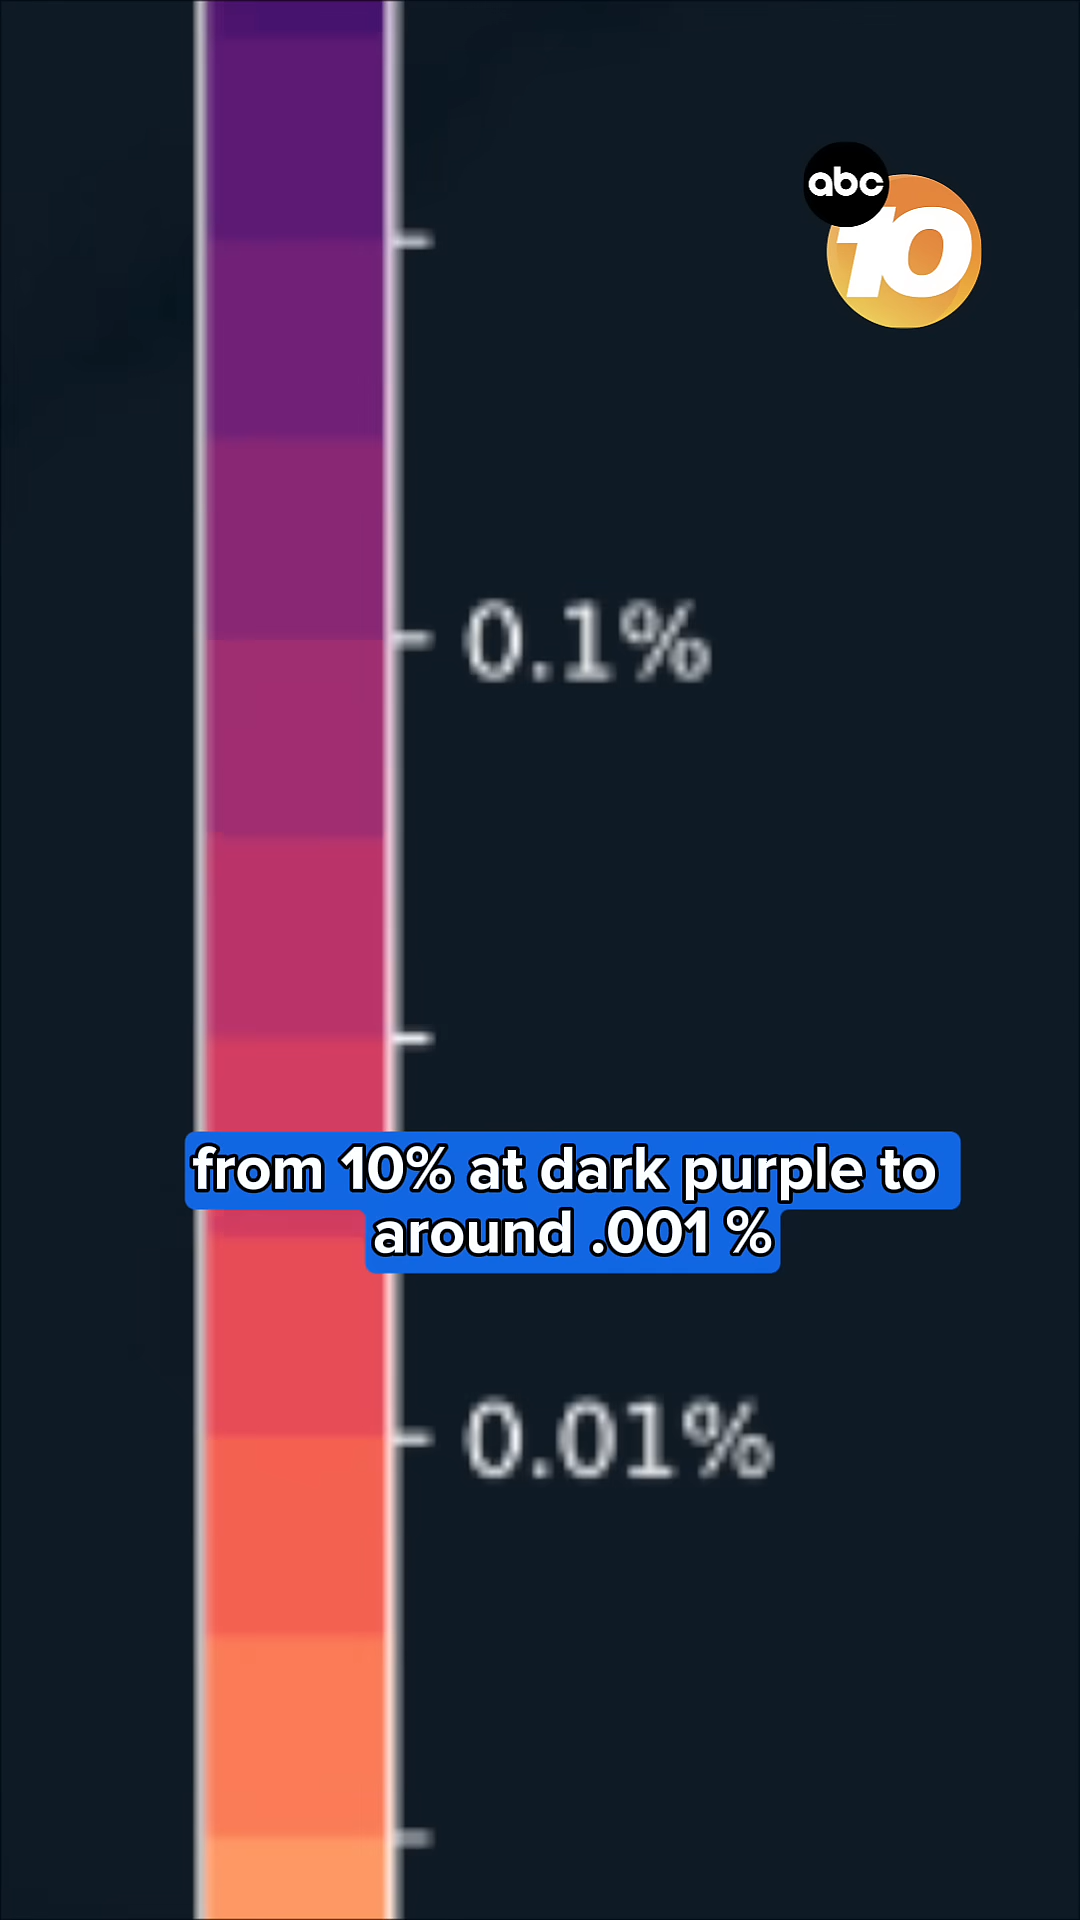 abc
10
0.1%
from 10% at dark purple to
around .001 %
0.01%